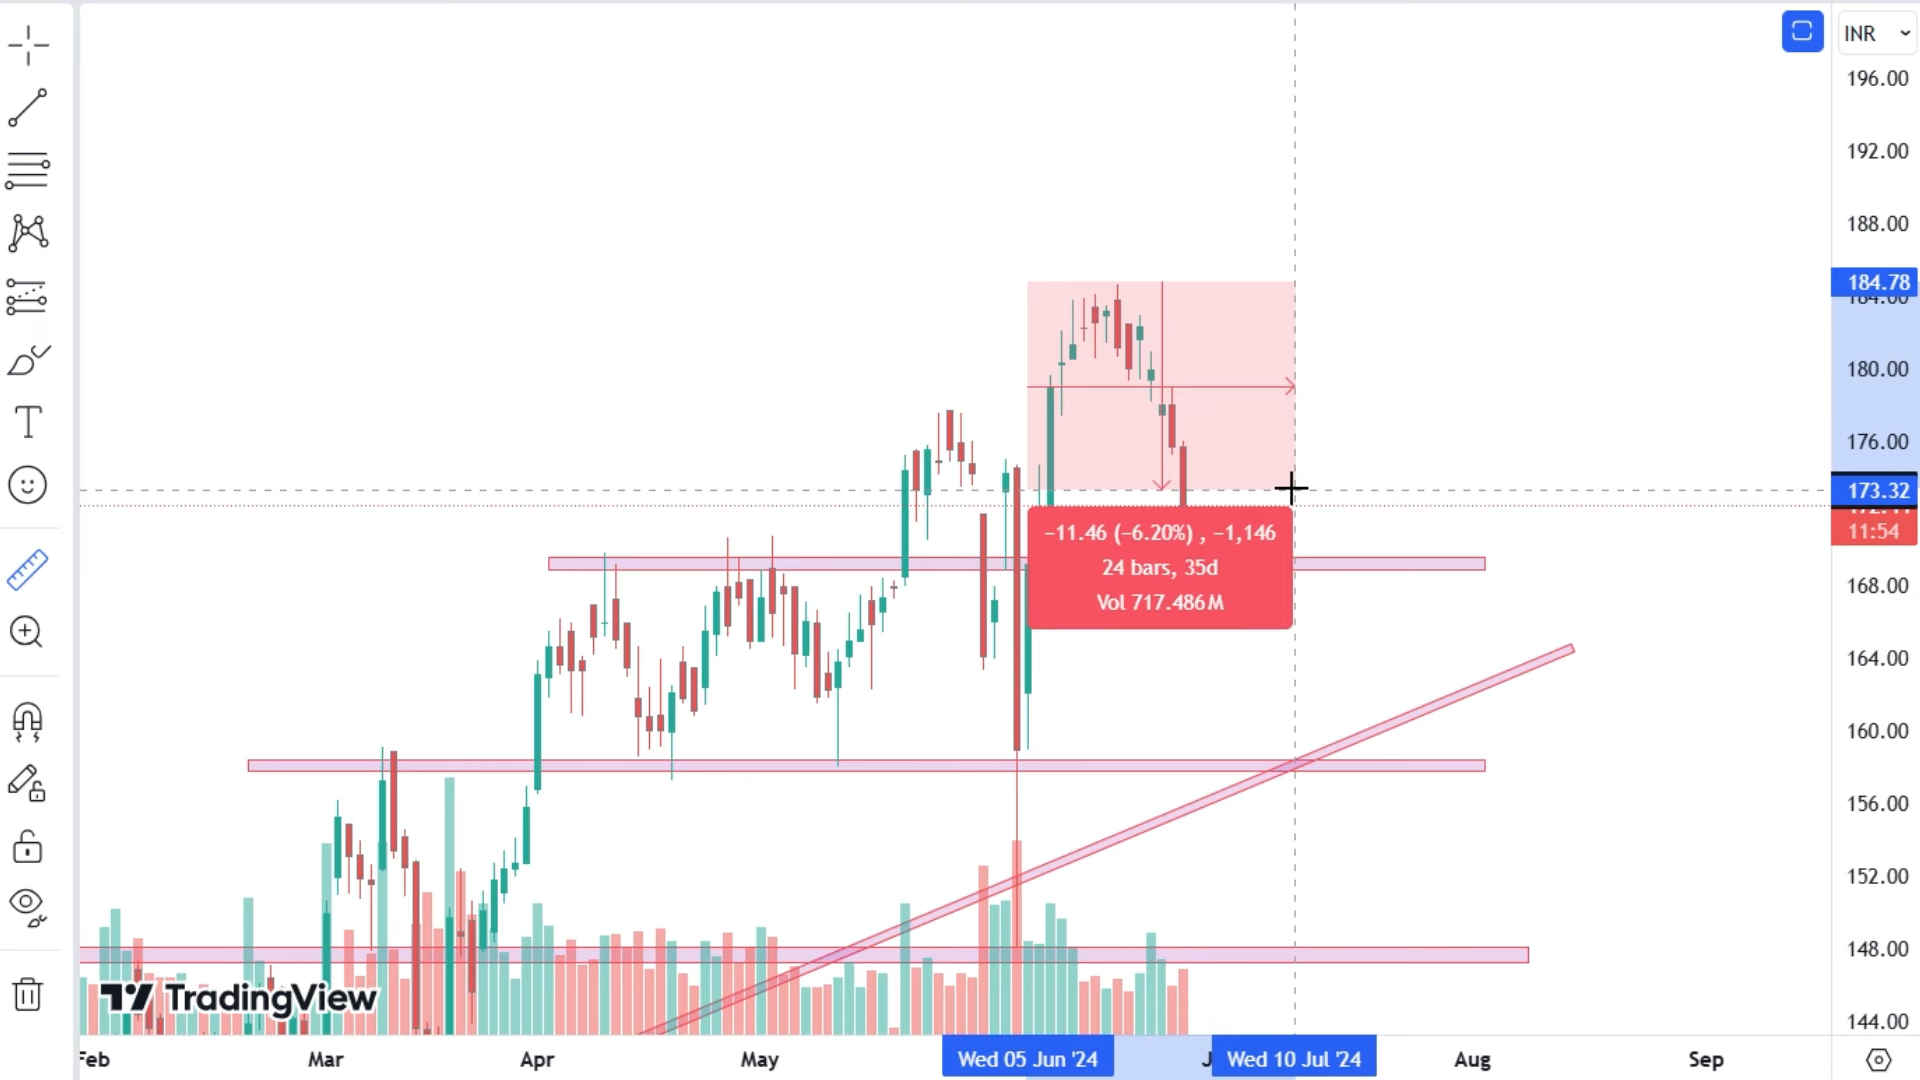 INR
196.00
192.00
188.00
184.78
184.00
180.00
176.00
173.32
11:54
168.00
164.00
160.00
156.00
152.00
148.00
144.00
−11.46 (−6.20%) , −1,146
24 bars, 35d
Vol 717.486M
TradingView
Feb Mar Apr May Wed 05 Jun '24 Wed 10 Jul '24 Aug Sep